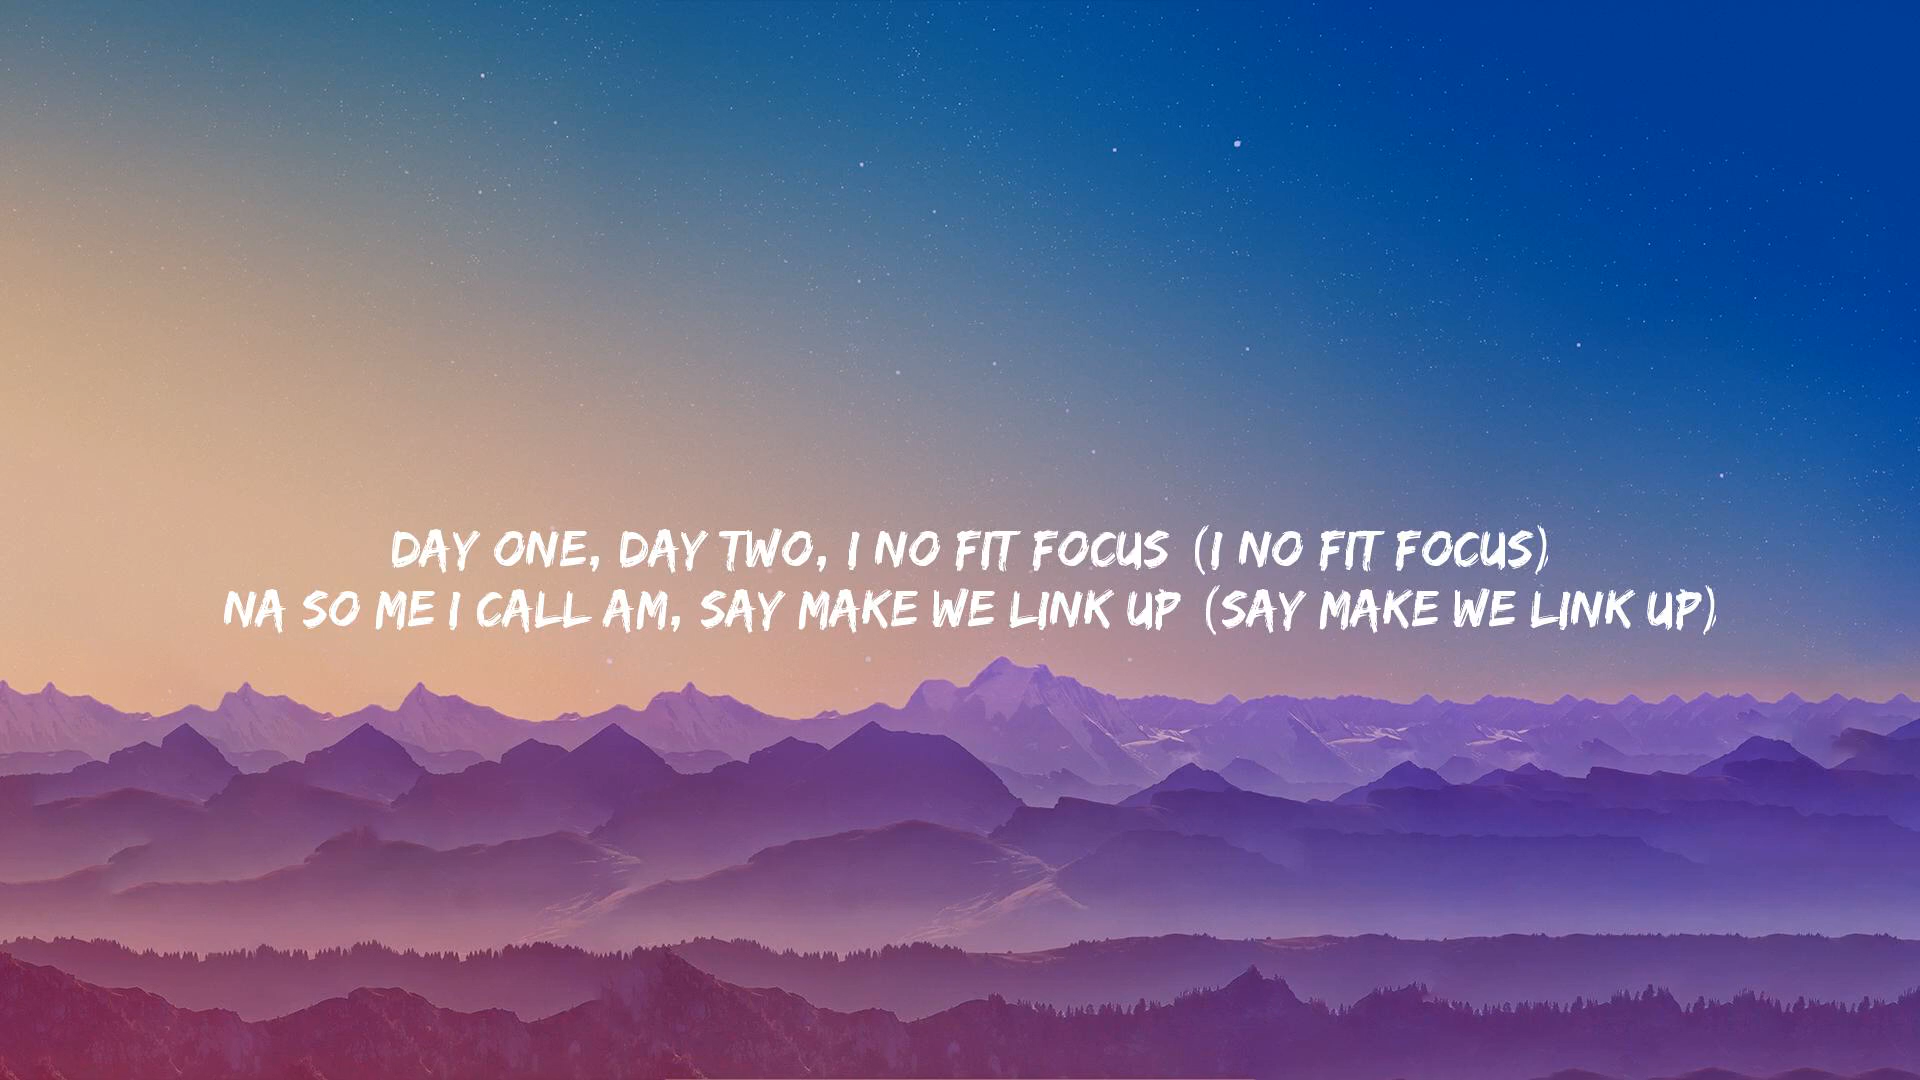 DAY ONE, DAY TWO, I NO FIT FOCUS (I NO FIT FOCUS)
NA SO ME I CALL AM, SAY MAKE WE LINK UP (SAY MAKE WE LINK UP)